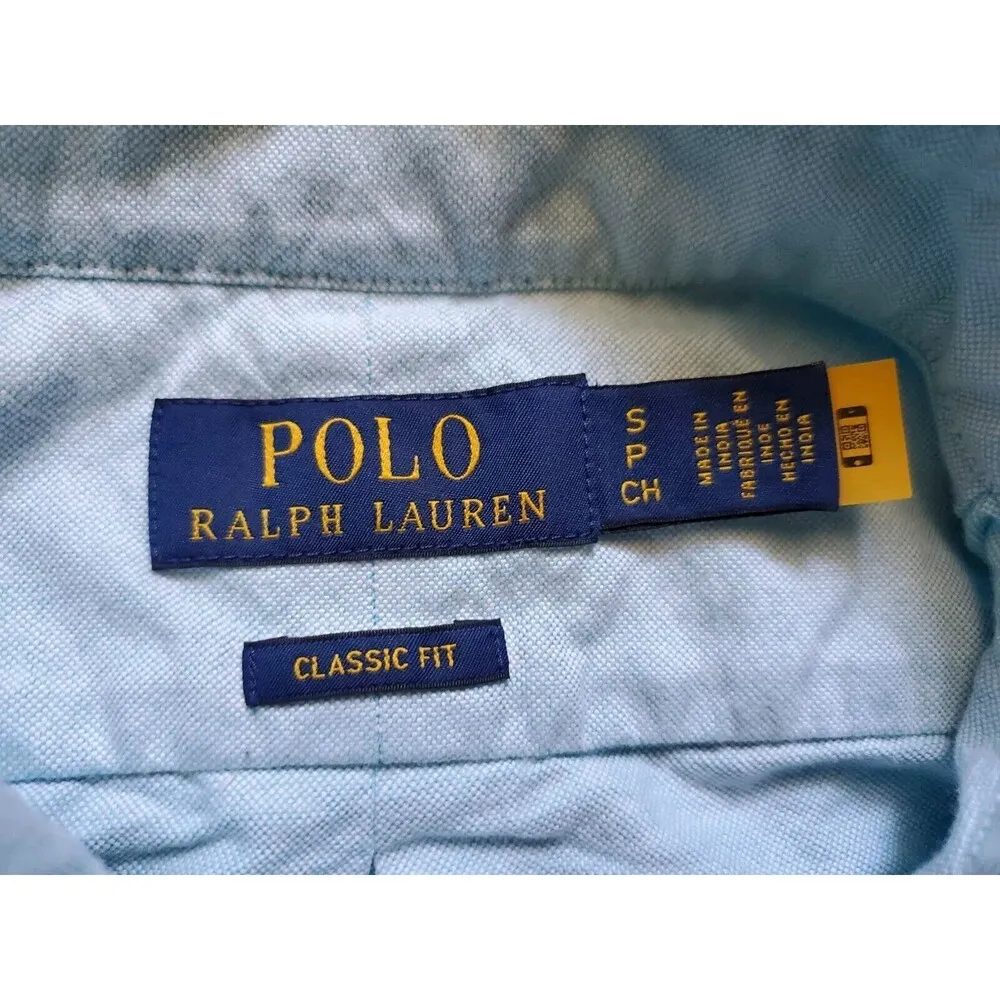 POLO
RALPH LAUREN
S
P
CH
MADE IN
INDIA
FABRIQUÉ EN
INDE
HECHO EN
INDIA
CLASSIC FIT